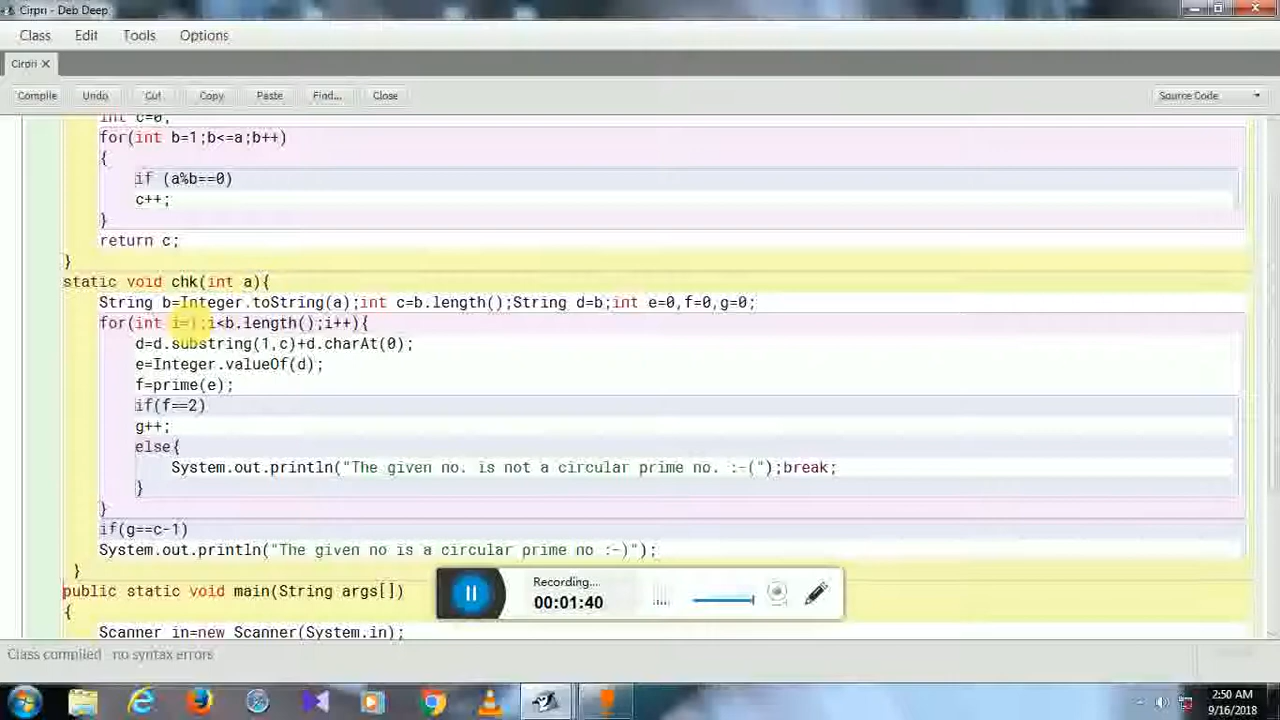 Cirpri - Deb Deep
Class Edit Tools Options
Cirpri X
Compile Undo Cut Copy Paste Find... Close Source Code
int c=0;
for(int b=1;b<=a;b++)
{
if (a%b==0)
c++;
}
return c;
}
static void chk(int a){
String b=Integer.toString(a);int c=b.length();String d=b;int e=0,f=0,g=0;
for(int i=1;i<b.length();i++){
d=d.substring(1,c)+d.charAt(0);
e=Integer.valueOf(d);
f=prime(e);
if(f==2)
g++;
else{
System.out.println("The given no. is not a circular prime no. :-(");break;
}
}
if(g==c-1)
System.out.println("The given no is a circular prime no :-)");
}
public static void main(String args[])
{
Scanner in=new Scanner(System.in);
Recording....
00:01:40
Class compiled - no syntax errors
2:50 AM
9/16/2018